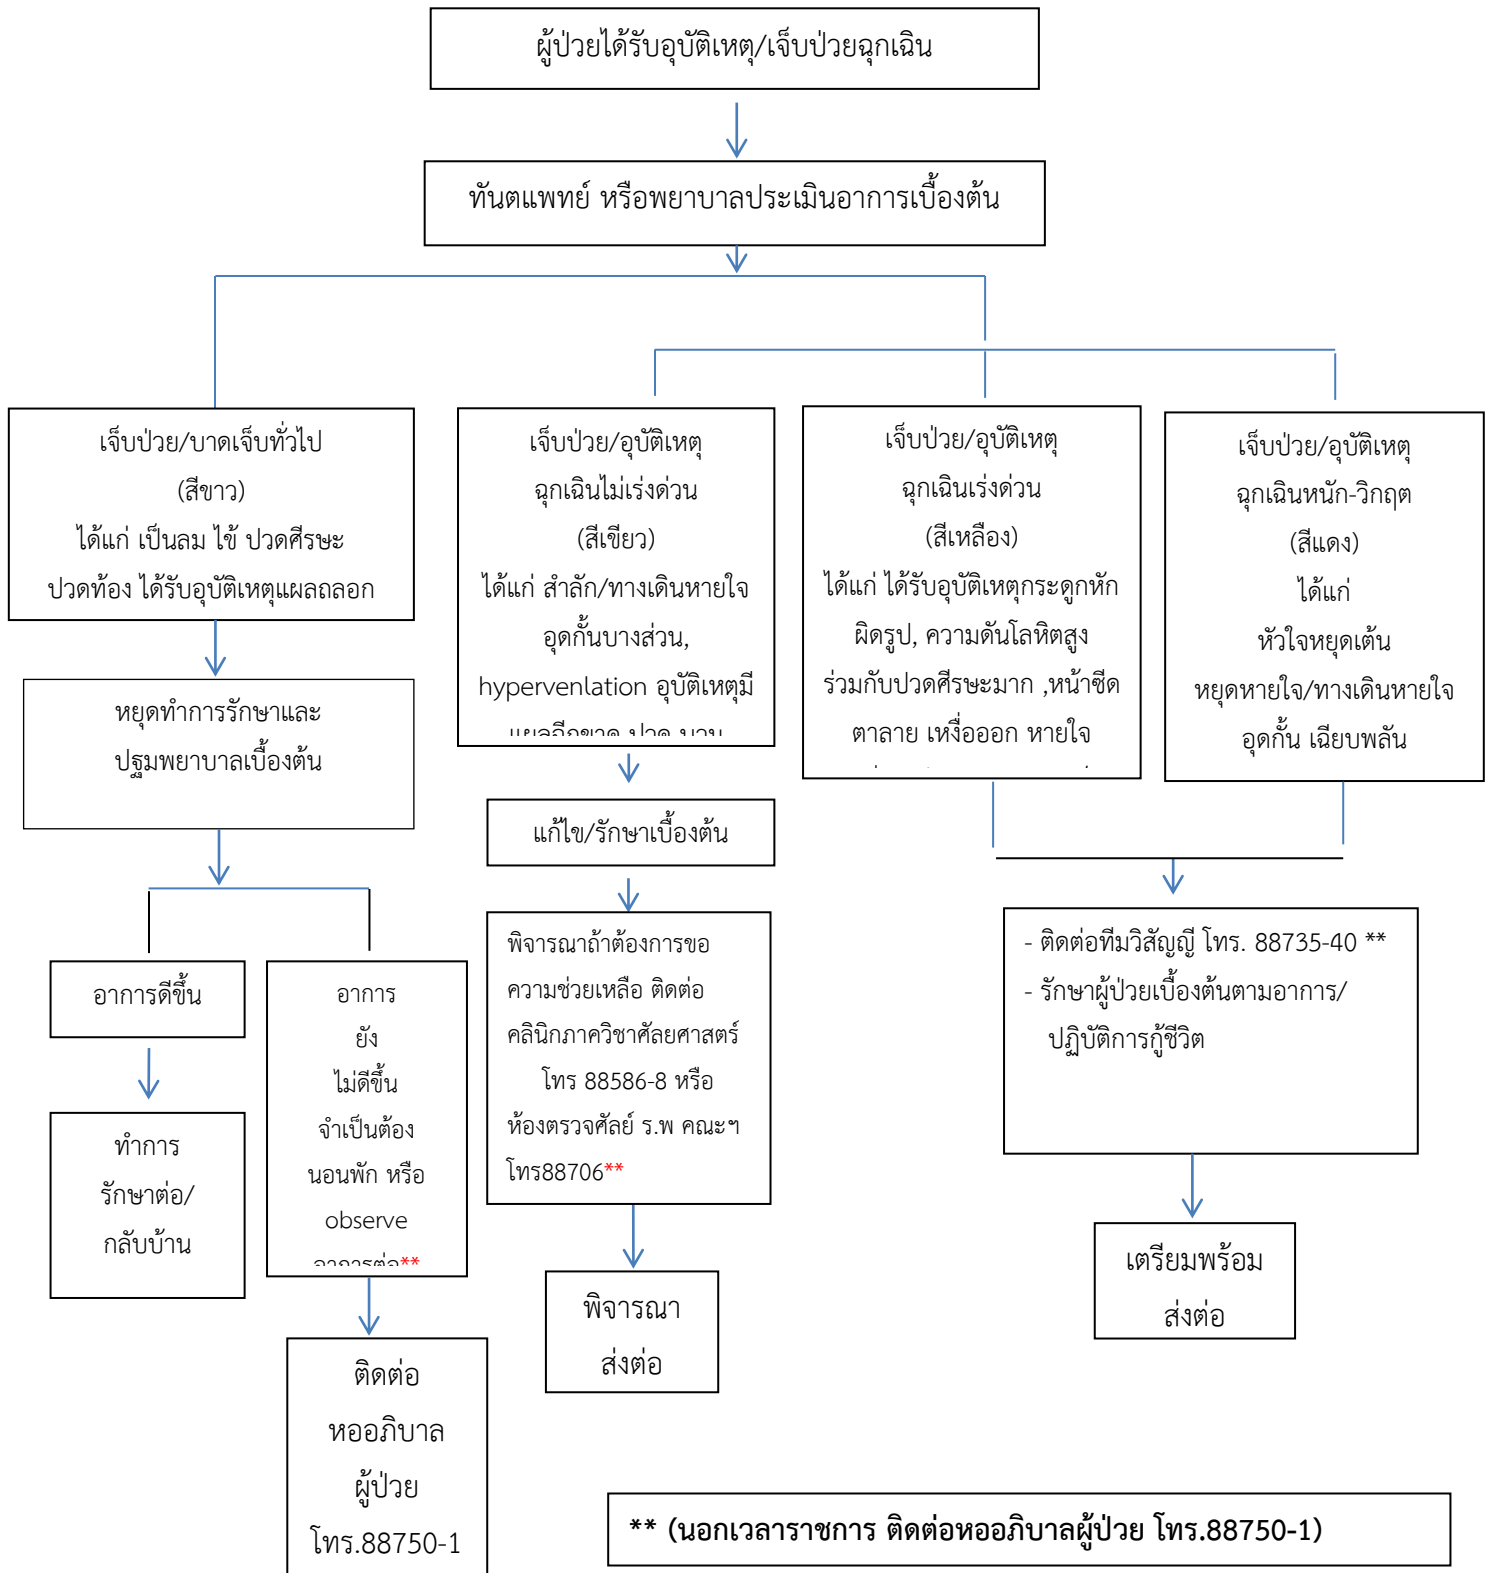 ผู้ป่วยได้รับอุบัติเหตุ/เจ็บป่วยฉุกเฉิน
ทันตแพทย์ หรือพยาบาลประเมินอาการเบื้องต้น
เจ็บป่วย/บาดเจ็บทั่วไป
(สีขาว)
ได้แก่ เป็นลม ไข้ ปวดศีรษะ
ปวดท้อง ได้รับอุบัติเหตุแผลถลอก
เจ็บป่วย/อุบัติเหตุ
ฉุกเฉินไม่เร่งด่วน
(สีเขียว)
ได้แก่ สำลัก/ทางเดินหายใจ
อุดกั้นบางส่วน,
hypervenlation อุบัติเหตุมี
แผลฉีกขาด ปวด บวม
เจ็บป่วย/อุบัติเหตุ
ฉุกเฉินเร่งด่วน
(สีเหลือง)
ได้แก่ ได้รับอุบัติเหตุกระดูกหัก
ผิดรูป, ความดันโลหิตสูง
ร่วมกับปวดศีรษะมาก ,หน้าซีด
ตาลาย เหงื่อออก หายใจ
เจ็บป่วย/อุบัติเหตุ
ฉุกเฉินหนัก-วิกฤต
(สีแดง)
ได้แก่
หัวใจหยุดเต้น
หยุดหายใจ/ทางเดินหายใจ
อุดกั้น เฉียบพลัน
หยุดทำการรักษาและ
ปฐมพยาบาลเบื้องต้น
แก้ไข/รักษาเบื้องต้น
อาการดีขึ้น
อาการ
ยัง
ไม่ดีขึ้น
จำเป็นต้อง
นอนพัก หรือ
observe
อาการต่อ**
พิจารณาถ้าต้องการขอ
ความช่วยเหลือ ติดต่อ
คลินิกภาควิชาศัลยศาสตร์
โทร 88586-8 หรือ
ห้องตรวจศัลย์ ร.พ คณะฯ
โทร88706**
- ติดต่อทีมวิสัญญี โทร. 88735-40 **
- รักษาผู้ป่วยเบื้องต้นตามอาการ/
ปฏิบัติการกู้ชีวิต
ทำการ
รักษาต่อ/
กลับบ้าน
พิจารณา
ส่งต่อ
เตรียมพร้อม
ส่งต่อ
ติดต่อ
หออภิบาล
ผู้ป่วย
โทร.88750-1
** (นอกเวลาราชการ ติดต่อหออภิบาลผู้ป่วย โทร.88750-1)